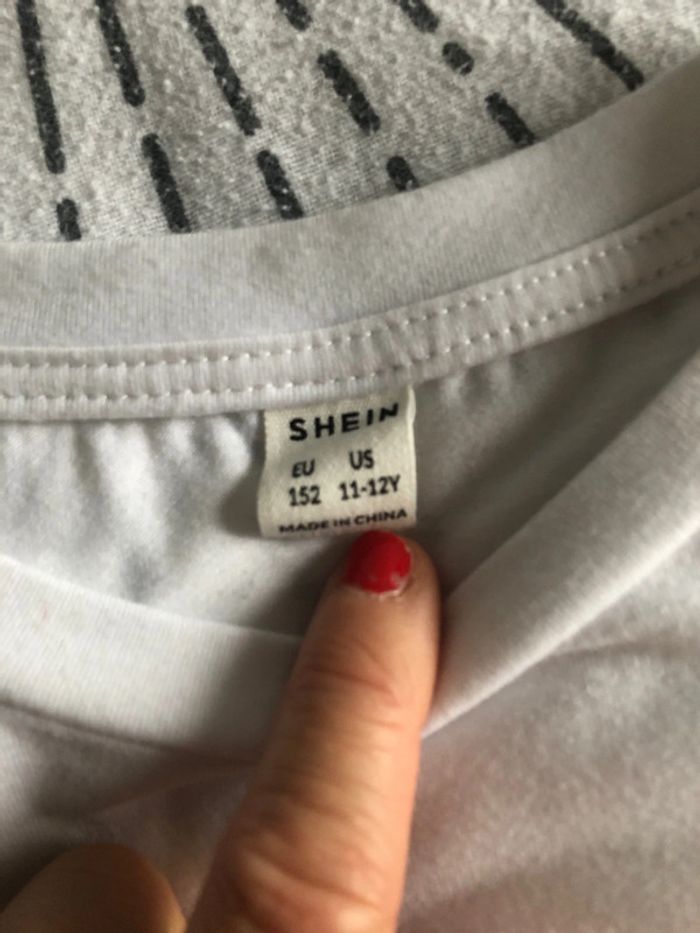 SHEIN
EU US
152 11-12Y
MADE IN CHINA